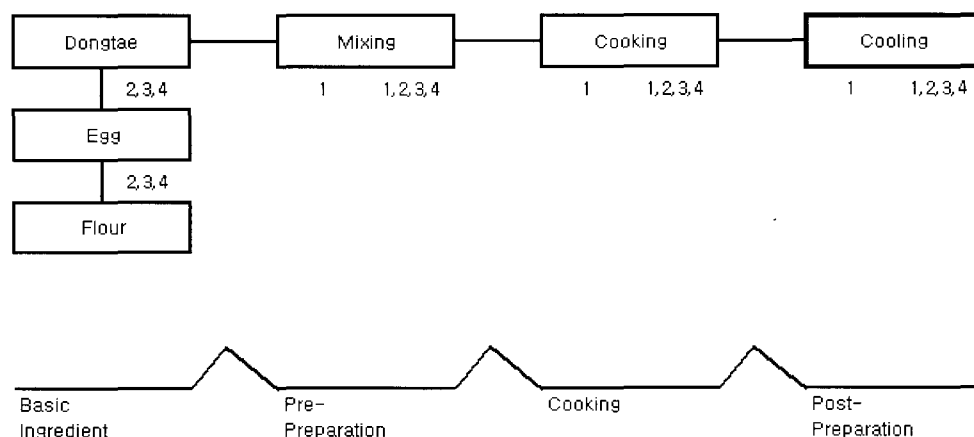 Dongtae Mixing Cooking Cooling
2,3,4 1 1,2,3,4 1 1,2,3,4 1 1,2,3,4
Egg
2,3,4
Flour
Basic Pre- Cooking Post-
Ingredient Preparation Preparation